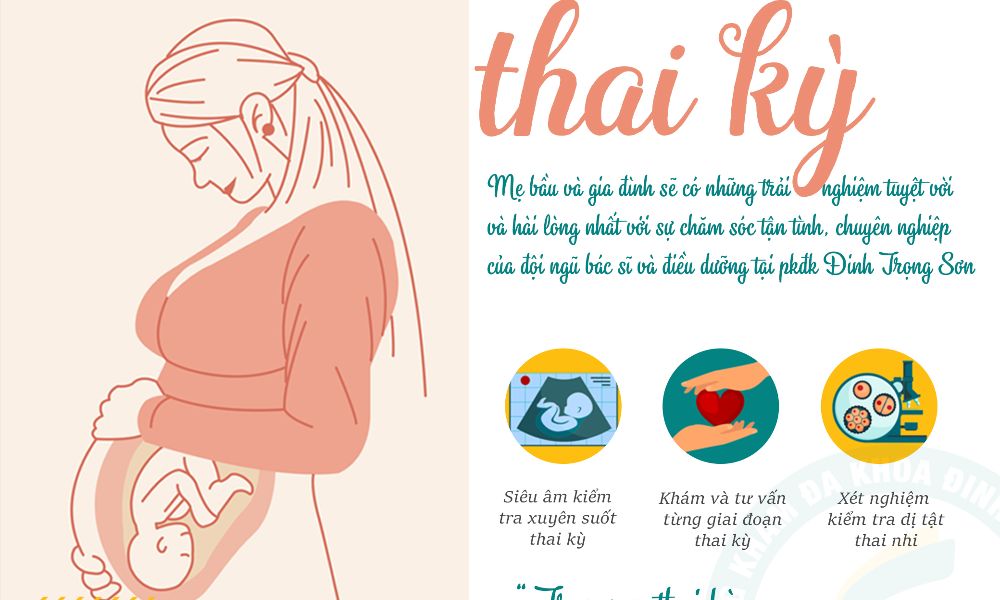 thai kỳ
Mẹ bầu và gia đình sẽ có những trải nghiệm tuyệt vời
và hài lòng nhất với sự chăm sóc tận tình, chuyên nghiệp
của đội ngũ bác sĩ và điều dưỡng tại pkđk Đinh Trọng Sơn
Siêu âm kiểm
tra xuyên suốt
thai kỳ
Khám và tư vấn
từng giai đoạn
thai kỳ
Xét nghiệm
kiểm tra dị tật
thai nhi
KHÁM ĐA KHOA ĐINH